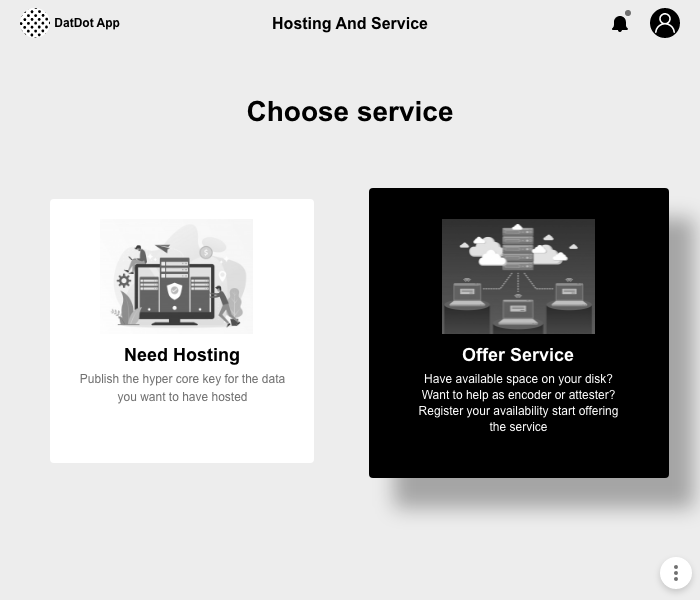 DatDot App
Hosting And Service
Choose service
Need Hosting
Publish the hyper core key for the data
you want to have hosted
Offer Service
Have available space on your disk?
Want to help as encoder or attester?
Register your availability start offering
the service